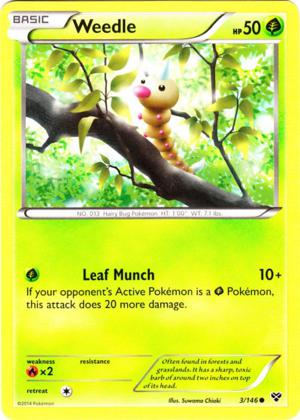 BASIC
Weedle HP 50
NO. 013 Hairy Bug Pokémon HT: 1'00" WT: 7.1 lbs.
Leaf Munch 10+
If your opponent's Active Pokémon is a Pokémon,
this attack does 20 more damage.
weakness resistance
×2
retreat
Often found in forests and
grasslands. It has a sharp, toxic
barb of around two inches on top
of its head.
©2014 Pokémon Illus. Suwama Chiaki 3/146